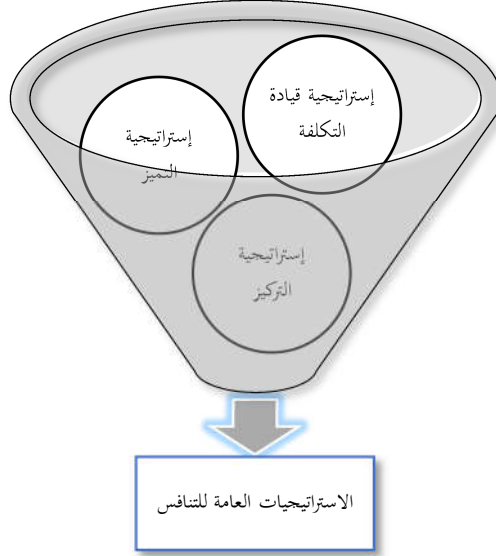 إستراتيجية قيادة
التكلفة
إستراتيجية
التميز
إستراتيجية
التركيز
الاستراتيجيات العامة للتنافس